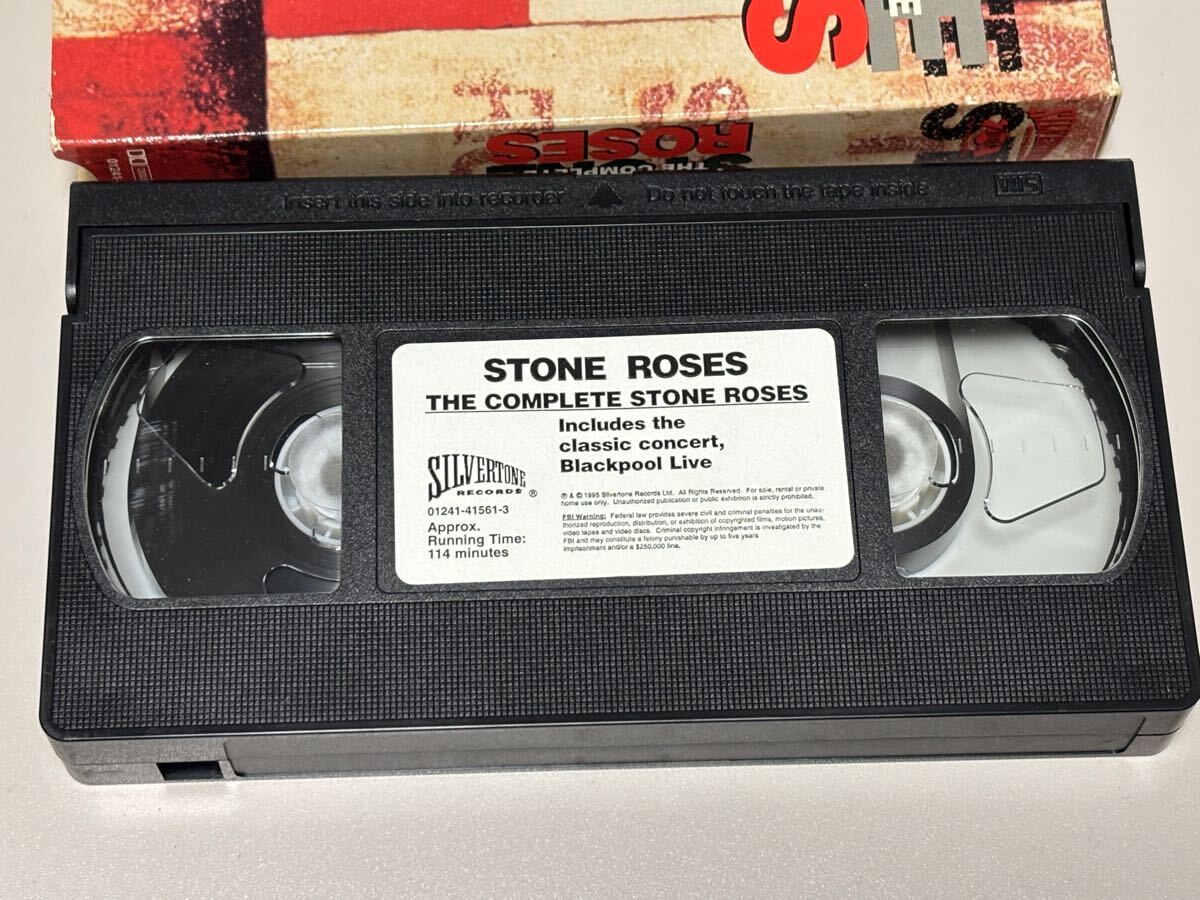 E
S
ROSES
THE COMPLETE
Insert this side into recorder
Do not touch the tape inside
VHS
STONE ROSES
THE COMPLETE STONE ROSES
Includes the
classic concert,
Blackpool Live
SILVERTONE
RECORDS ®
01241-41561-3
Approx.
Running Time:
114 minutes
℗ & © 1995 Silvertone Records Ltd. All Rights Reserved. For sale, rental or private
home use only. Unauthorized publication or public exhibition is strictly prohibited.
FBI Warning: Federal law provides severe civil and criminal penalties for the unau-
thorized reproduction, distribution, or exhibition of copyrighted films, motion pictures,
video tapes and video discs. Criminal copyright infringement is investigated by the
FBI and may constitute a felony punishable by up to five years
imprisonment and/or a $250,000 fine.